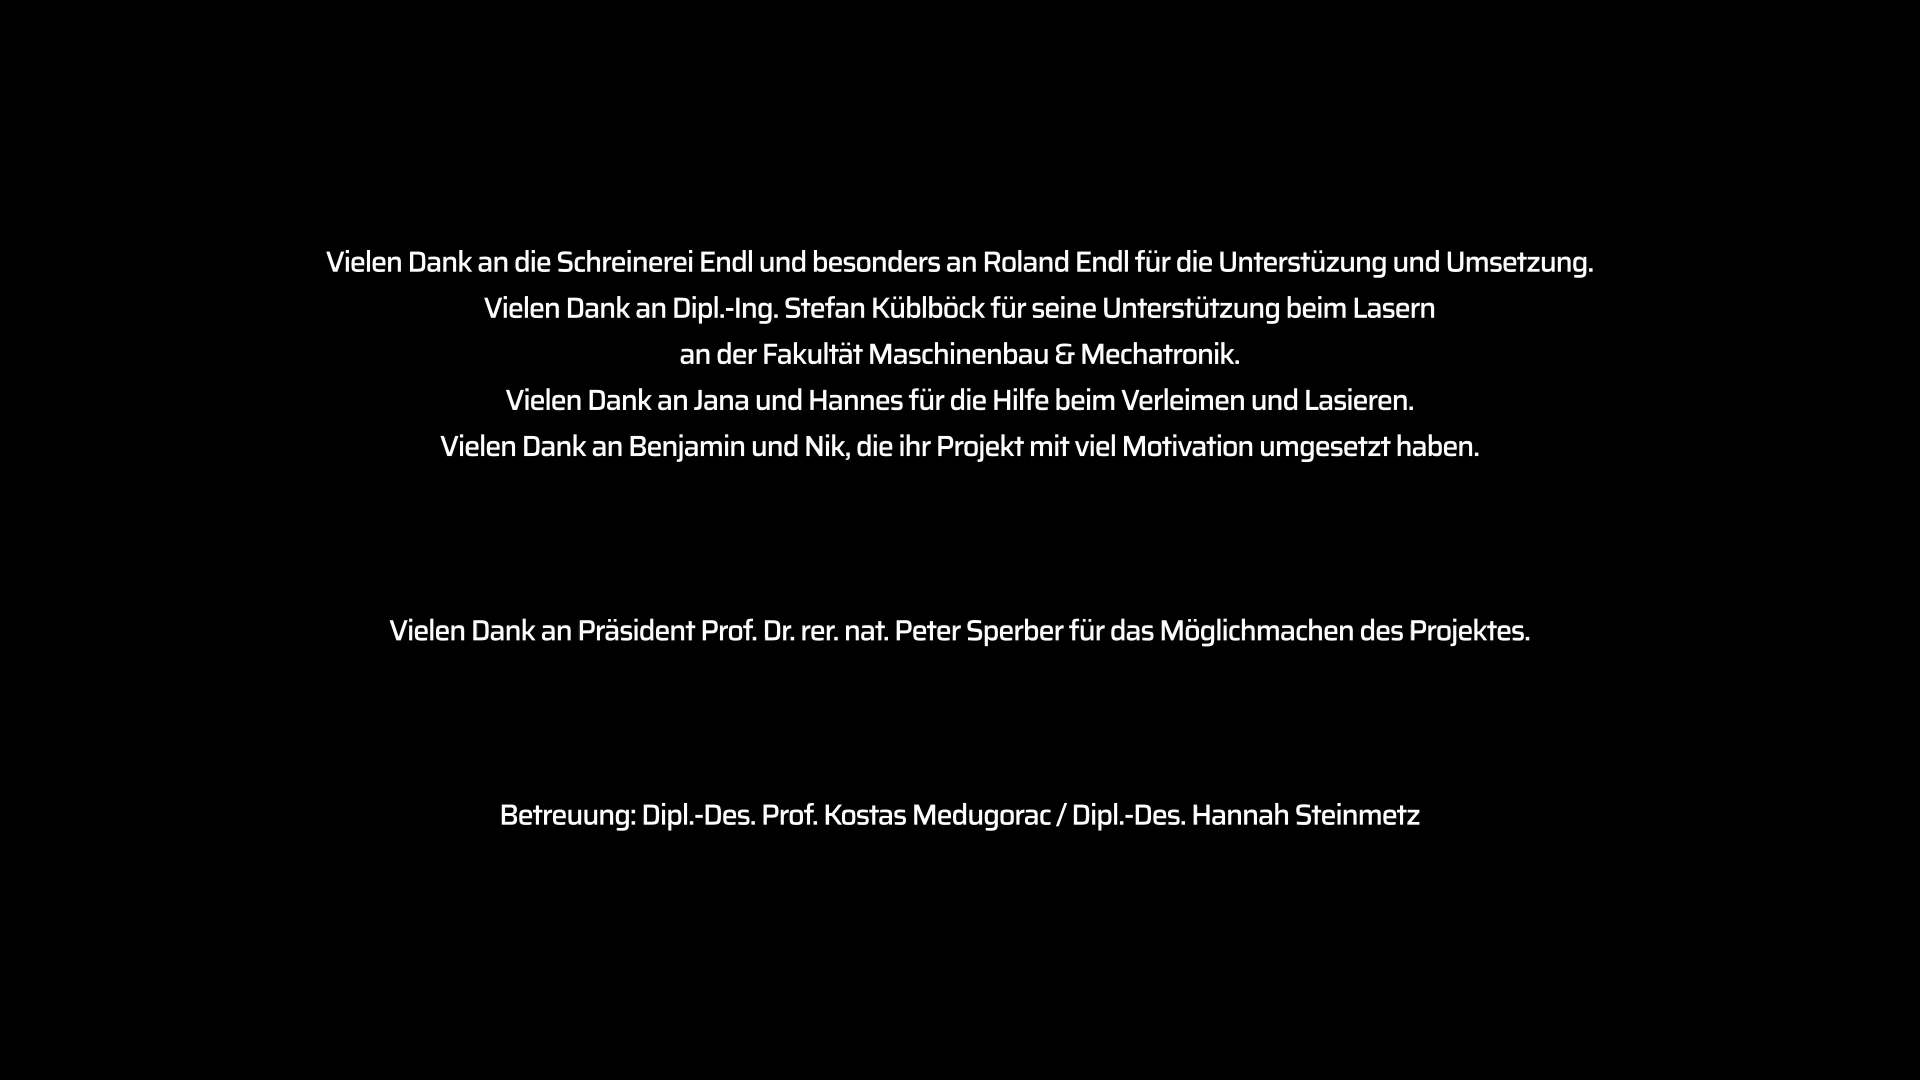 Vielen Dank an die Schreinerei Endl und besonders an Roland Endl für die Unterstüzung und Umsetzung.
Vielen Dank an Dipl.-Ing. Stefan Küblböck für seine Unterstützung beim Lasern
an der Fakultät Maschinenbau & Mechatronik.
Vielen Dank an Jana und Hannes für die Hilfe beim Verleimen und Lasieren.
Vielen Dank an Benjamin und Nik, die ihr Projekt mit viel Motivation umgesetzt haben.
Vielen Dank an Präsident Prof. Dr. rer. nat. Peter Sperber für das Möglichmachen des Projektes.
Betreuung: Dipl.-Des. Prof. Kostas Medugorac / Dipl.-Des. Hannah Steinmetz